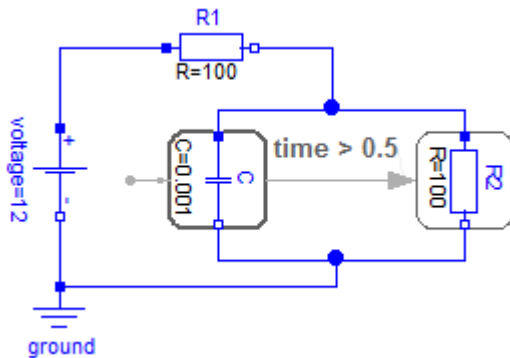 R1
R=100
voltage=12
+
-
C=0.001
C
time > 0.5
R=100
R2
ground